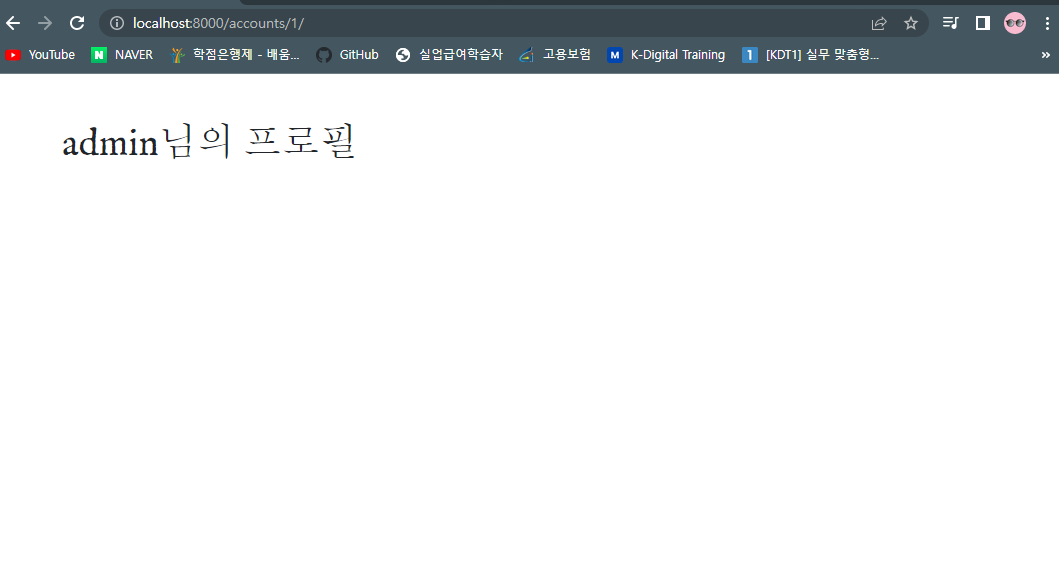 localhost:8000/accounts/1/
YouTube NAVER 학점은행제 - 배움... GitHub 실업급여학습자 고용보험 K-Digital Training [KDT1] 실무 맞춤형... »
admin님의 프로필